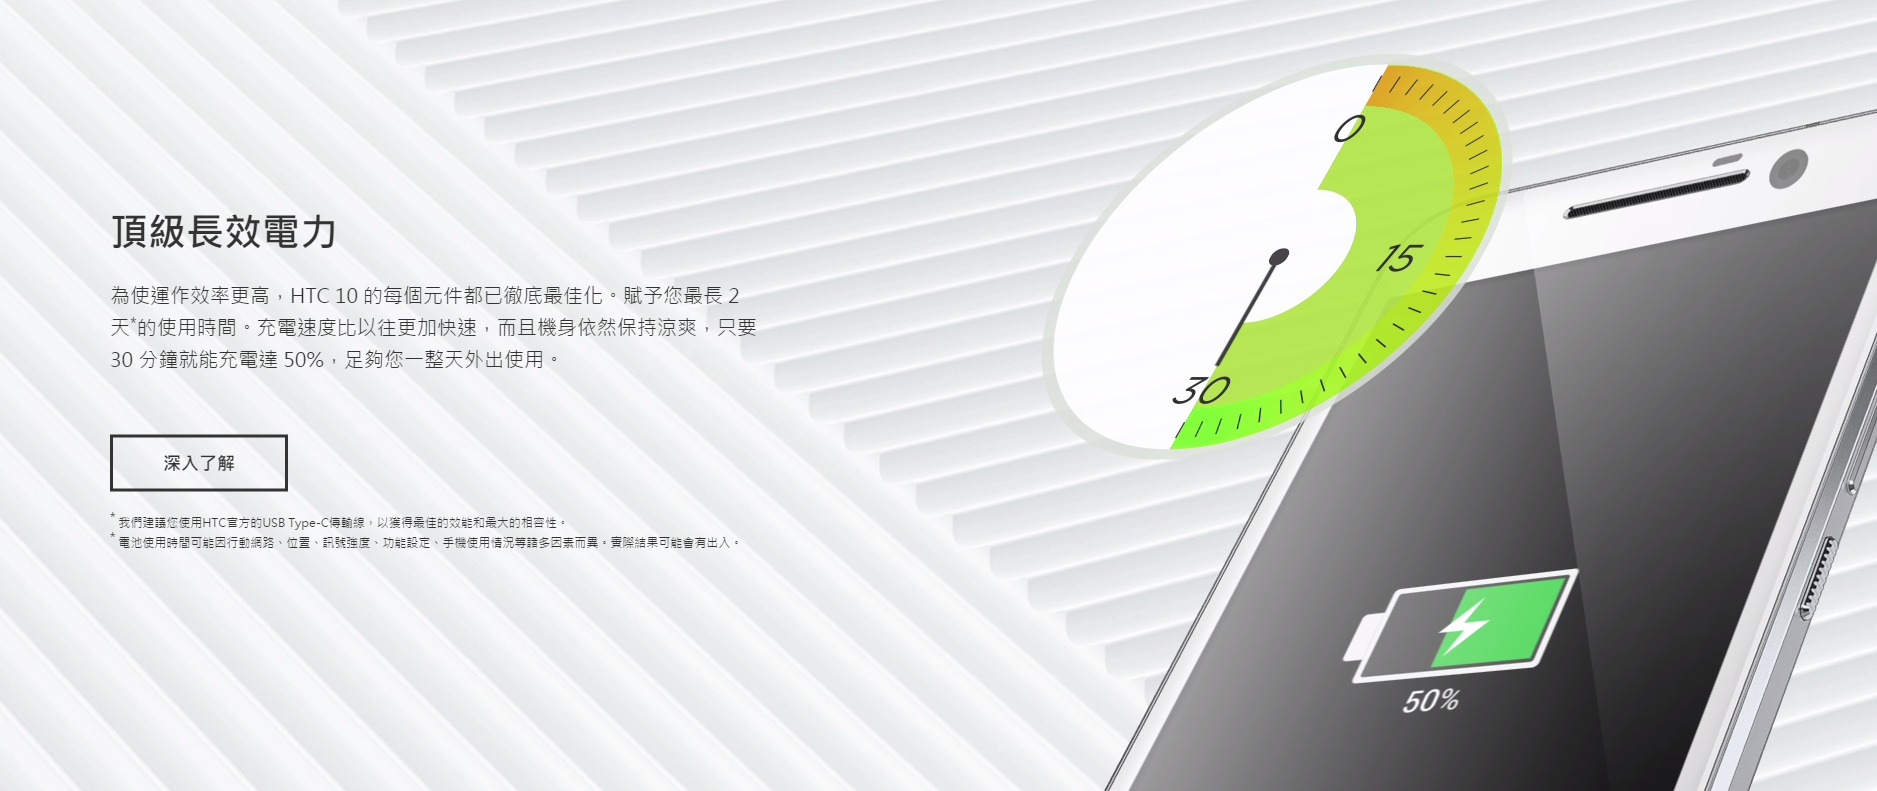 頂級長效電力
為使運作效率更高，HTC 10 的每個元件都已徹底最佳化。賦予您最長 2
天*的使用時間。充電速度比以往更加快速，而且機身依然保持涼爽，只要
30 分鐘就能充電達 50%，足夠您一整天外出使用。
深入了解
* 我們建議您使用HTC官方的USB Type-C傳輸線，以獲得最佳的效能和最大的相容性。
* 電池使用時間可能因行動網路、位置、訊號強度、功能設定、手機使用情況等諸多因素而異。實際結果可能會有出入。
0
15
30
50%